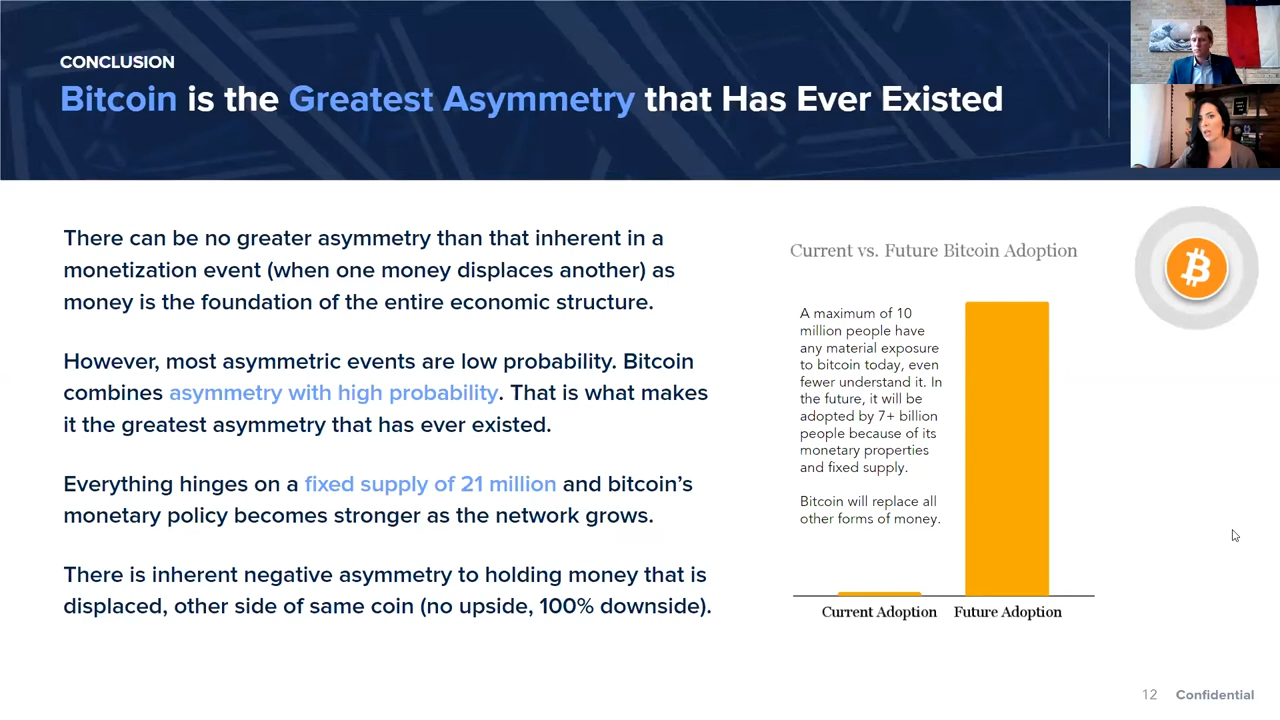 CONCLUSION
Bitcoin is the Greatest Asymmetry that Has Ever Existed
There can be no greater asymmetry than that inherent in a
monetization event (when one money displaces another) as
money is the foundation of the entire economic structure.
However, most asymmetric events are low probability. Bitcoin
combines asymmetry with high probability. That is what makes
it the greatest asymmetry that has ever existed.
Everything hinges on a fixed supply of 21 million and bitcoin’s
monetary policy becomes stronger as the network grows.
There is inherent negative asymmetry to holding money that is
displaced, other side of same coin (no upside, 100% downside).
Current vs. Future Bitcoin Adoption
A maximum of 10
million people have
any material exposure
to bitcoin today, even
fewer understand it. In
the future, it will be
adopted by 7+ billion
people because of its
monetary properties
and fixed supply.
Bitcoin will replace all
other forms of money.
Current Adoption
Future Adoption
12
Confidential